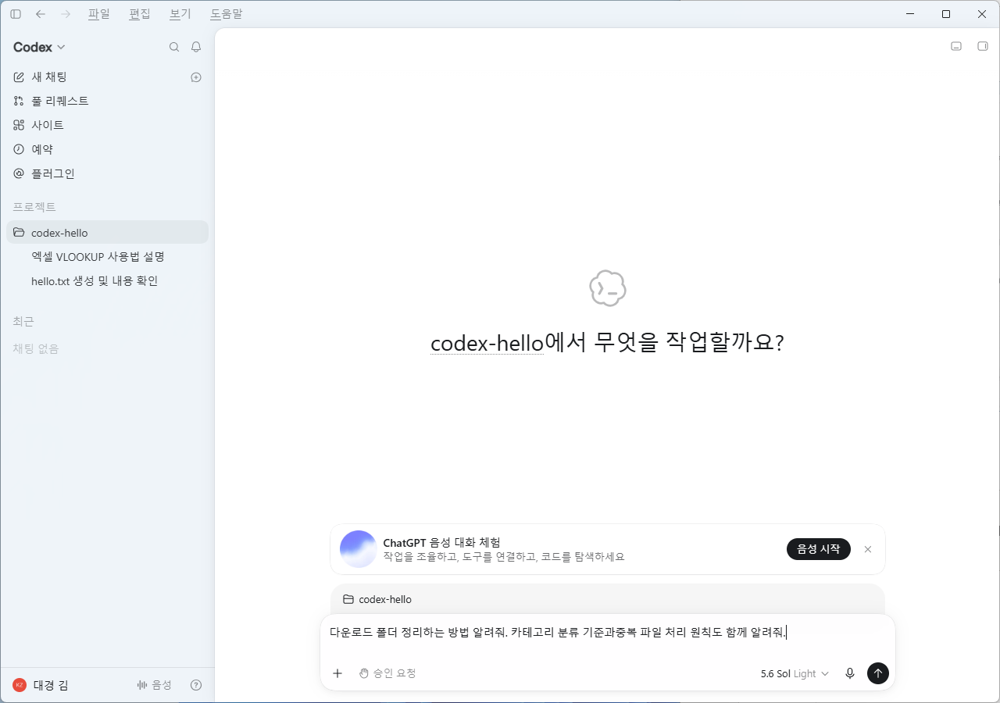 파일 편집 보기 도움말
Codex
새 채팅
풀 리퀘스트
사이트
예약
플러그인
프로젝트
codex-hello
엑셀 VLOOKUP 사용법 설명
hello.txt 생성 및 내용 확인
최근
채팅 없음
KZ 대경 김 음성
codex-hello에서 무엇을 작업할까요?
ChatGPT 음성 대화 체험
작업을 조율하고, 도구를 연결하고, 코드를 탐색하세요
음성 시작
codex-hello
다운로드 폴더 정리하는 방법 알려줘. 카테고리 분류 기준과중복 파일 처리 원칙도 함께 알려줘.
승인 요청 5.6 Sol Light